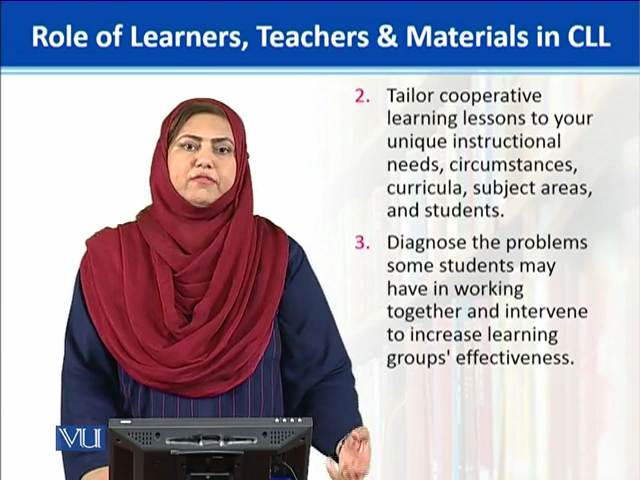 Role of Learners, Teachers & Materials in CLL
2. Tailor cooperative
learning lessons to your
unique instructional
needs, circumstances,
curricula, subject areas,
and students.
3. Diagnose the problems
some students may
have in working
together and intervene
to increase learning
groups' effectiveness.
VU